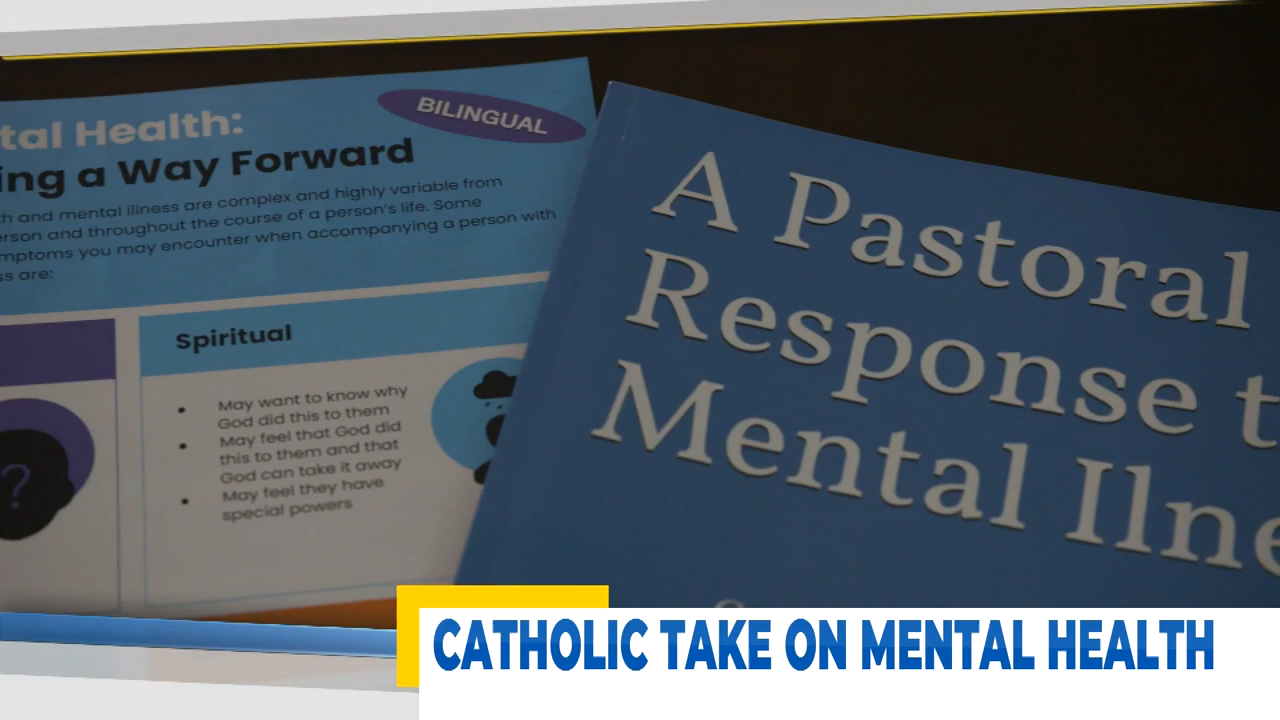 tal Health:
ing a Way Forward
BILINGUAL
th and mental illness are complex and highly variable from
erson and throughout the course of a person's life. Some
mptoms you may encounter when accompanying a person with
ss are:
Spiritual
• May want to know why
God did this to them
• May feel that God did
this to them and that
God can take it away
• May feel they have
special powers
?
A Pastoral
Response t
Mental Ilne
CATHOLIC TAKE ON MENTAL HEALTH